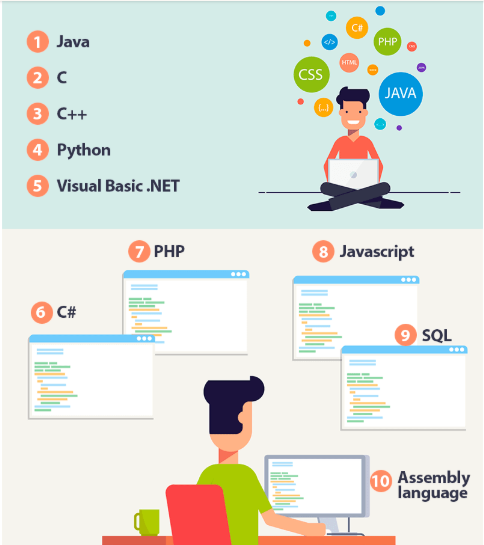 1 Java
2 C
3 C++
4 Python
5 Visual Basic .NET
C#
PHP
</>
HTML
CSS
JAVA
{...}
7 PHP
8 Javascript
6 C#
9 SQL
10 Assembly
language